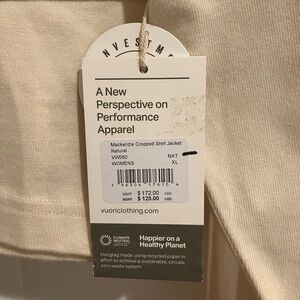 INVESTME
A New
Perspective on
Performance
Apparel
Mackenzie Cropped Shirt Jacket
Natural
VW580 NAT
WOMENS XL
MSRP $ 172.00 CAD
MSRP $ 128.00 USD
vuoriclothing.com
CLIMATE
NEUTRAL
Happier on a
Healthy Planet
Hangtag made using recycled paper in
effort to achieve a sustainable, circular,
zero waste system.